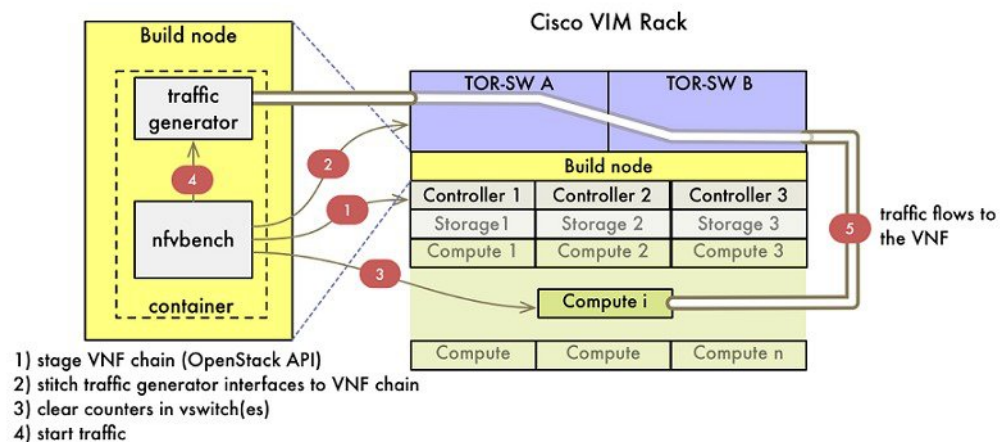 Build node
traffic
generator
4
nfvbench
container
2
1
3
Cisco VIM Rack
TOR-SW A
TOR-SW B
Build node
Controller 1
Controller 2
Controller 3
Storage1
Storage 2
Storage 3
Compute 1
Compute 2
Compute 3
Compute i
Compute
Compute
Compute n
5
traffic flows to
the VNF
1) stage VNF chain (OpenStack API)
2) stitch traffic generator interfaces to VNF chain
3) clear counters in vswitch(es)
4) start traffic